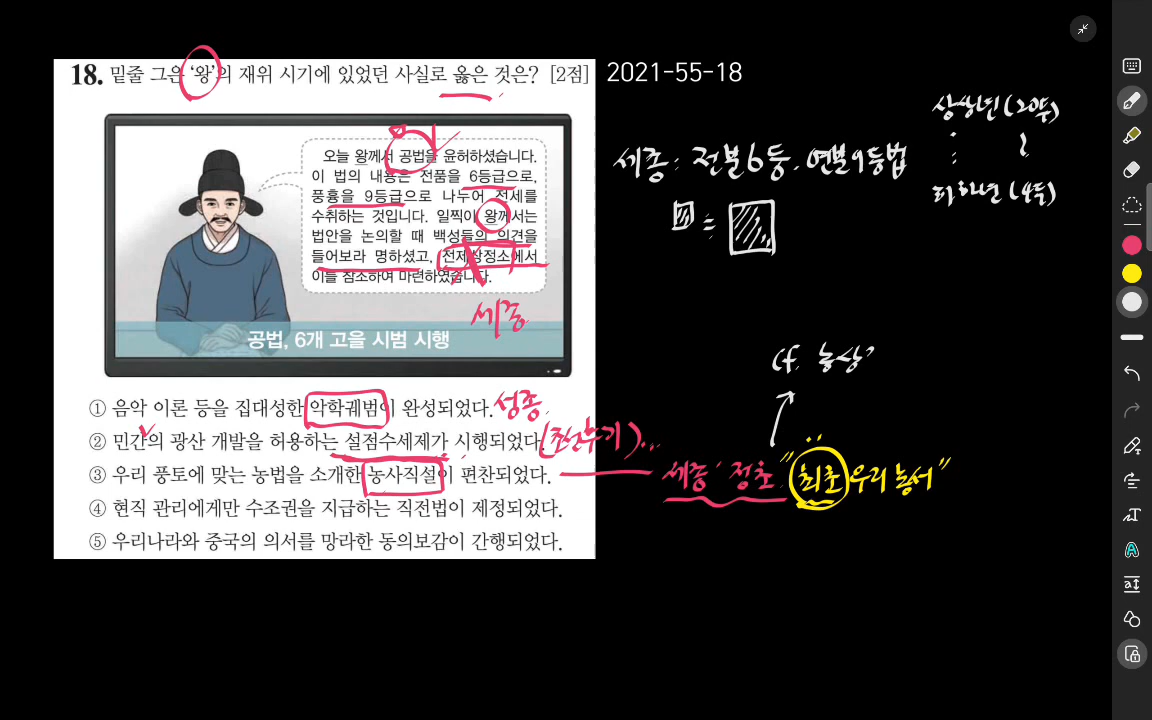 18. 밑줄 그은 '왕'의 재위 시기에 있었던 사실로 옳은 것은? [2점]
2021-55-18
오늘 왕께서 공법을 윤허하셨습니다.
이 법의 내용은 전품을 6등급으로,
풍흉을 9등급으로 나누어 전세를
수취하는 것입니다. 일찍이 왕께서는
법안을 논의할 때 백성들의 의견을
들어보라 명하셨고, 전제상정소에서
이를 참조하여 마련하였습니다.
세종
공법, 6개 고을 시범 시행
① 음악 이론 등을 집대성한 악학궤범이 완성되었다. 성종
② 민간의 광산 개발을 허용하는 설점수세제가 시행되었다.
③ 우리 풍토에 맞는 농법을 소개한 농사직설이 편찬되었다.
④ 현직 관리에게만 수조권을 지급하는 직전법이 제정되었다.
⑤ 우리나라와 중국의 의서를 망라한 동의보감이 간행되었다.
세종: 전분6등, 연분9등법
상상년(20두)
하하년(4두)
cf. 농상
세종 정초 "최초 우리 농서"